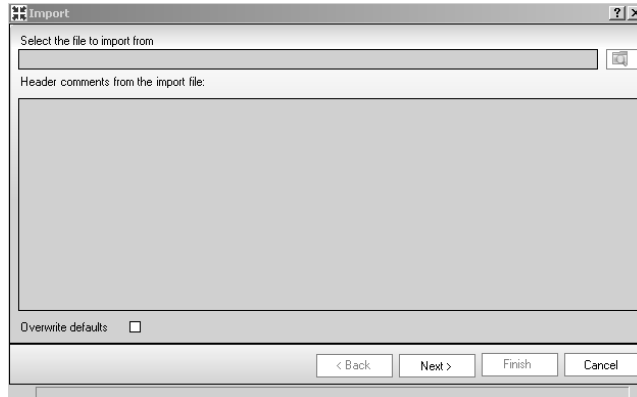 Import
Select the file to import from
Header comments from the import file:
Overwrite defaults
< Back Next > Finish Cancel